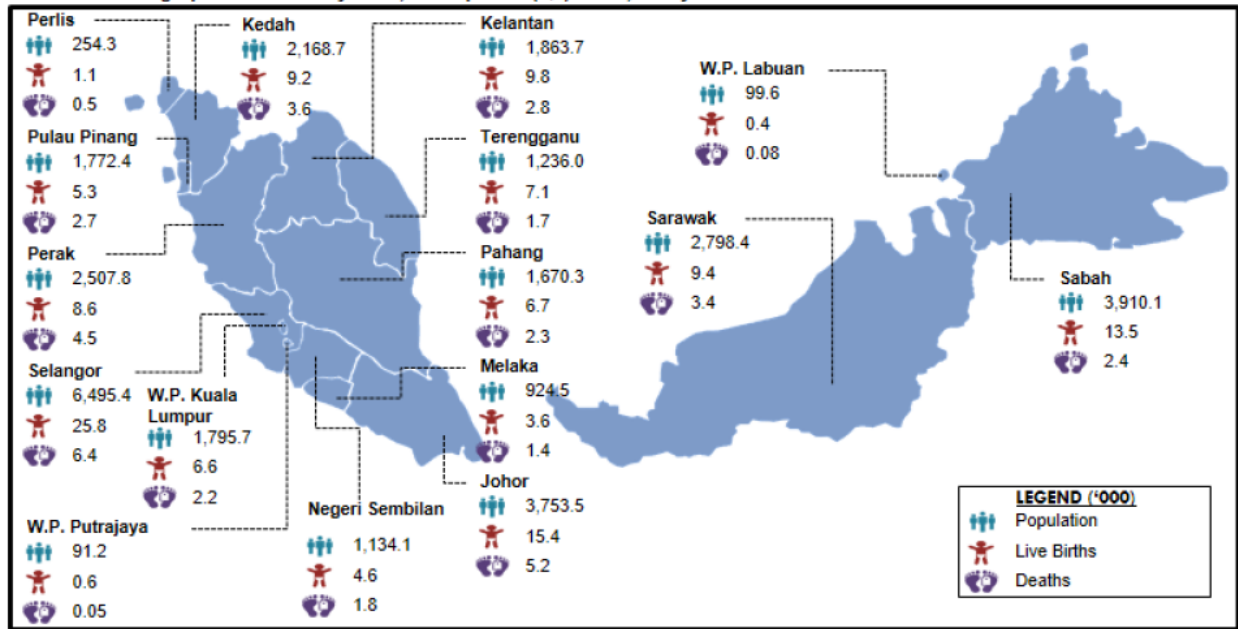 Perlis
254.3
1.1
0.5
Kedah
2,168.7
9.2
3.6
Kelantan
1,863.7
9.8
2.8
W.P. Labuan
99.6
0.4
0.08
Pulau Pinang
1,772.4
5.3
2.7
Terengganu
1,236.0
7.1
1.7
Sarawak
2,798.4
9.4
3.4
Perak
2,507.8
8.6
4.5
Pahang
1,670.3
6.7
2.3
Sabah
3,910.1
13.5
2.4
Selangor
6,495.4
25.8
6.4
W.P. Kuala
Lumpur
1,795.7
6.6
2.2
Melaka
924.5
3.6
1.4
W.P. Putrajaya
91.2
0.6
0.05
Negeri Sembilan
1,134.1
4.6
1.8
Johor
3,753.5
15.4
5.2
LEGEND ('000)
Population
Live Births
Deaths